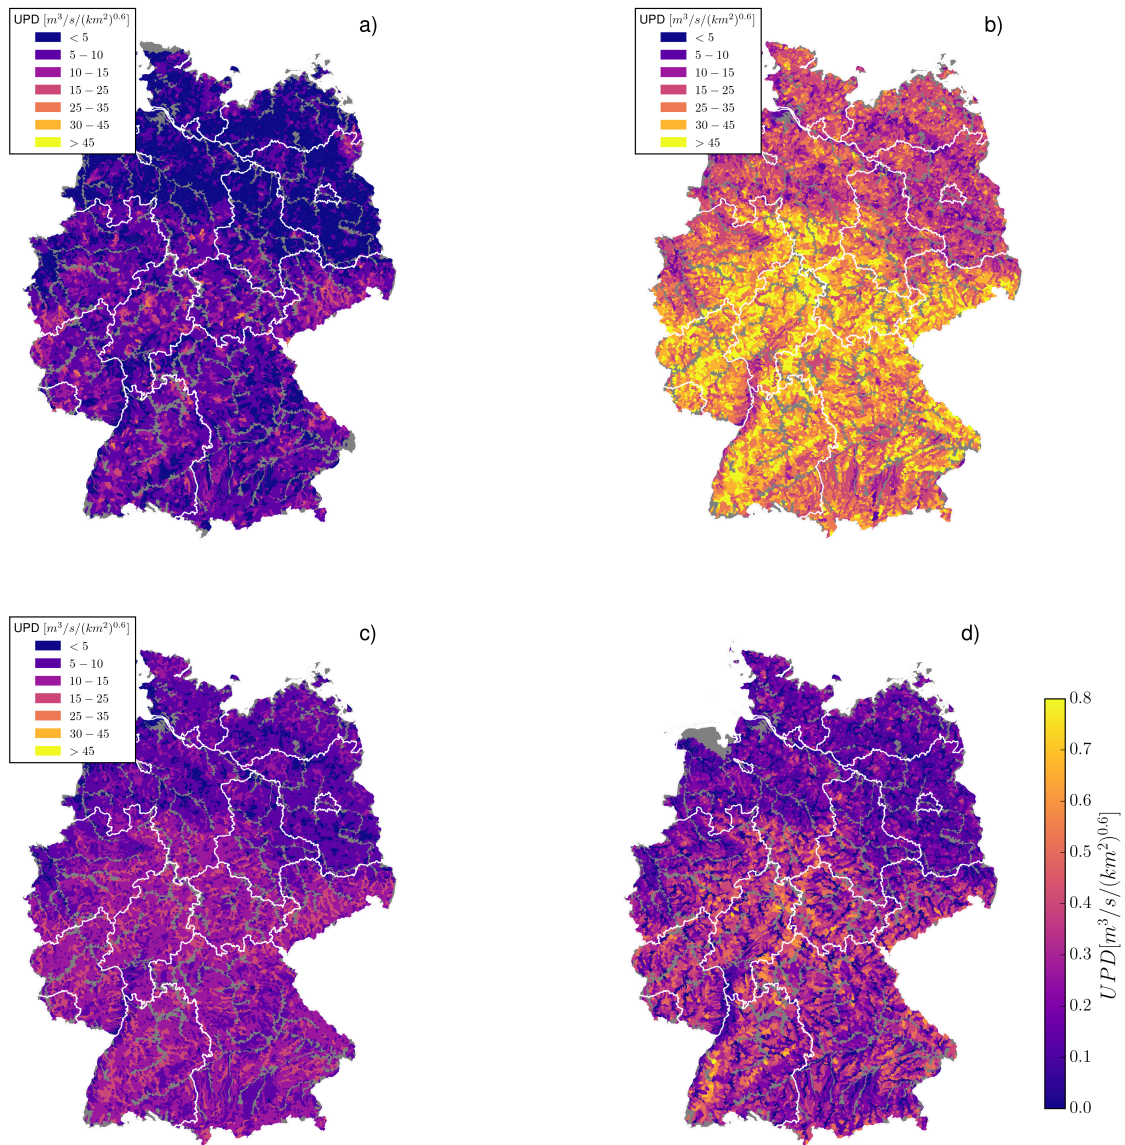 UPD [m³/s/(km²)⁰·⁶]
< 5
5 − 10
10 − 15
15 − 25
25 − 35
30 − 45
> 45
a)
UPD [m³/s/(km²)⁰·⁶]
< 5
5 − 10
10 − 15
15 − 25
25 − 35
30 − 45
> 45
b)
UPD [m³/s/(km²)⁰·⁶]
< 5
5 − 10
10 − 15
15 − 25
25 − 35
30 − 45
> 45
c)
d)
0.8
0.7
0.6
0.5
0.4
0.3
0.2
0.1
0.0
UPD[m³/s/(km²)⁰·⁶]